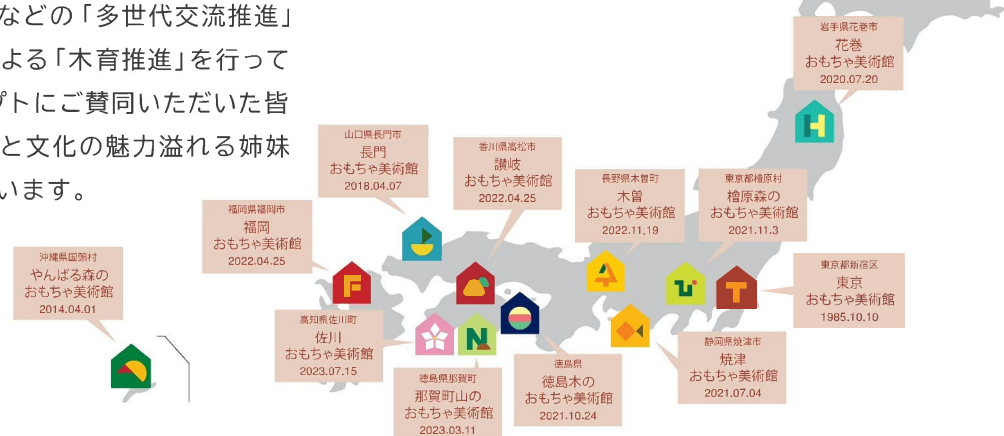 などの「多世代交流推進」
よる「木育推進」を行って
プトにご賛同いただいた皆
と文化の魅力溢れる姉妹
います。
岩手県花巻市
花巻
おもちゃ美術館
2020.07.20
山口県長門市
長門
おもちゃ美術館
2018.04.07
香川県高松市
讃岐
おもちゃ美術館
2022.04.25
長野県木曽町
木曽
おもちゃ美術館
2022.11.19
東京都檜原村
檜原森の
おもちゃ美術館
2021.11.3
福岡県福岡市
福岡
おもちゃ美術館
2022.04.25
沖縄県国頭村
やんばる森の
おもちゃ美術館
2014.04.01
東京都新宿区
東京
おもちゃ美術館
1985.10.10
高知県佐川町
佐川
おもちゃ美術館
2023.07.15
静岡県焼津市
焼津
おもちゃ美術館
2021.07.04
徳島県
徳島木の
おもちゃ美術館
2021.10.24
徳島県那賀町
那賀町山の
おもちゃ美術館
2023.03.11
H
F
T
N